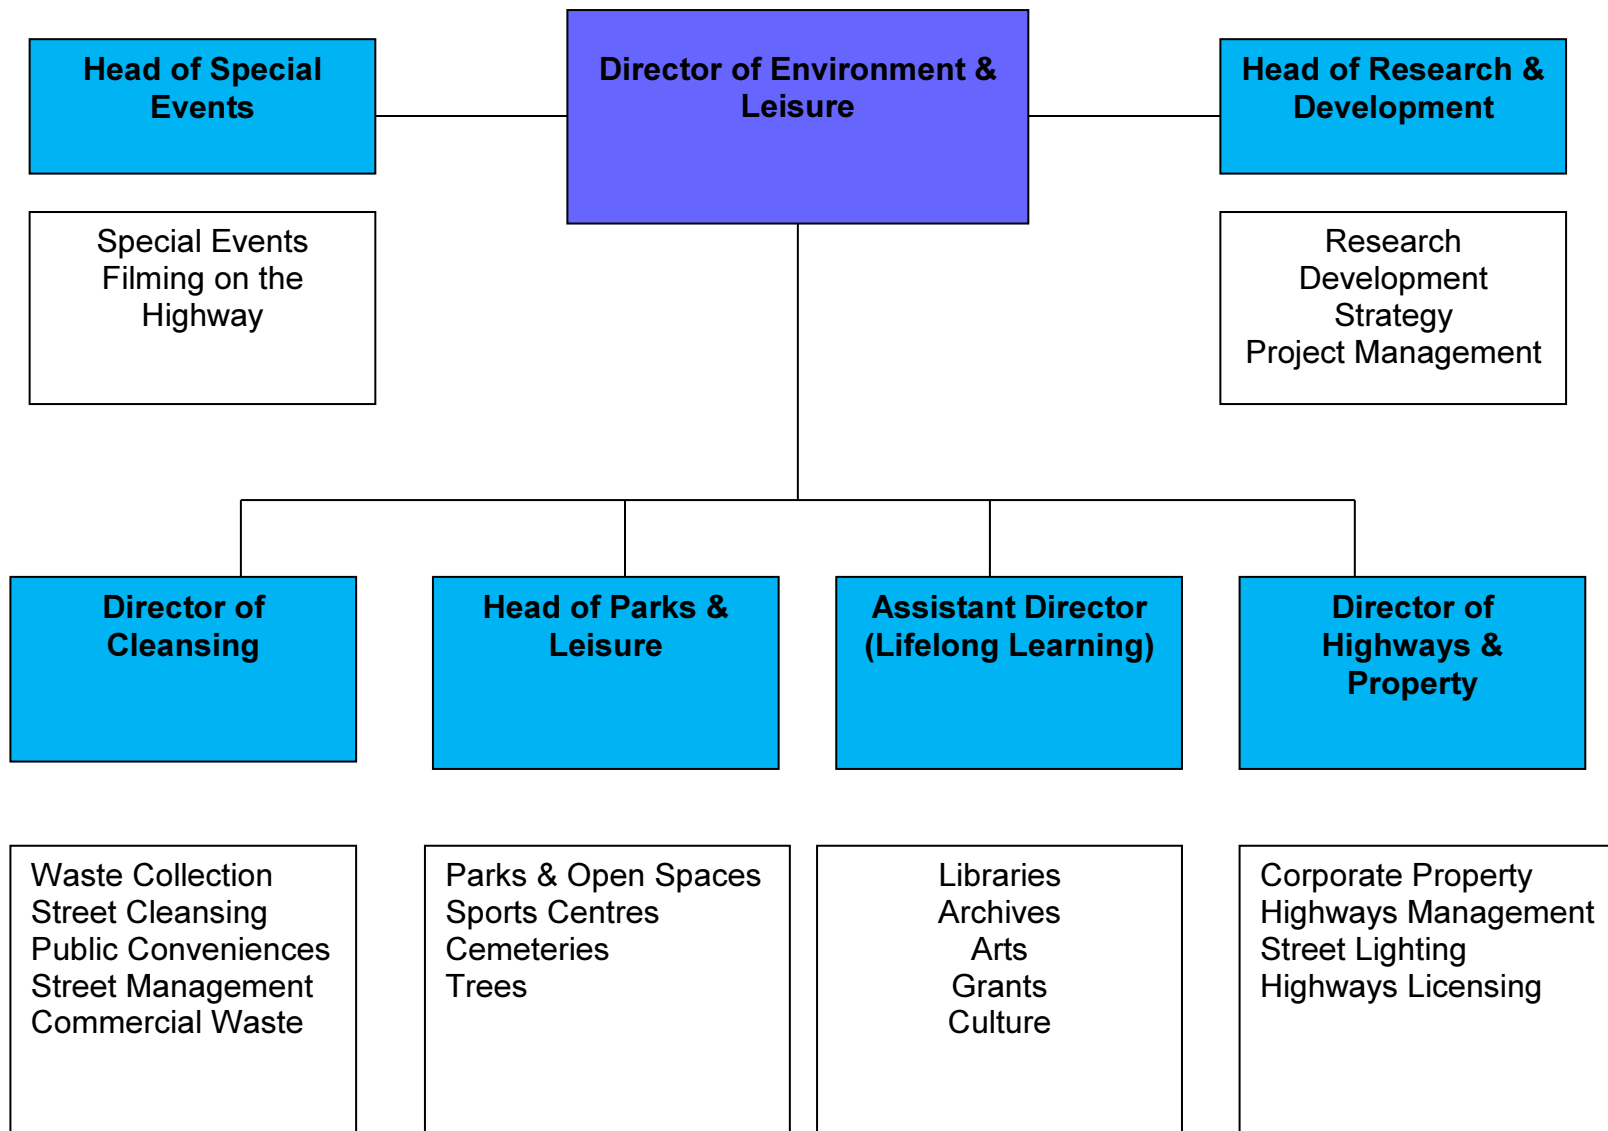 Head of Special
Events
Director of Environment &
Leisure
Head of Research &
Development
Special Events
Filming on the
Highway
Research
Development
Strategy
Project Management
Director of
Cleansing
Head of Parks &
Leisure
Assistant Director
(Lifelong Learning)
Director of
Highways &
Property
Waste Collection
Street Cleansing
Public Conveniences
Street Management
Commercial Waste
Parks & Open Spaces
Sports Centres
Cemeteries
Trees
Libraries
Archives
Arts
Grants
Culture
Corporate Property
Highways Management
Street Lighting
Highways Licensing